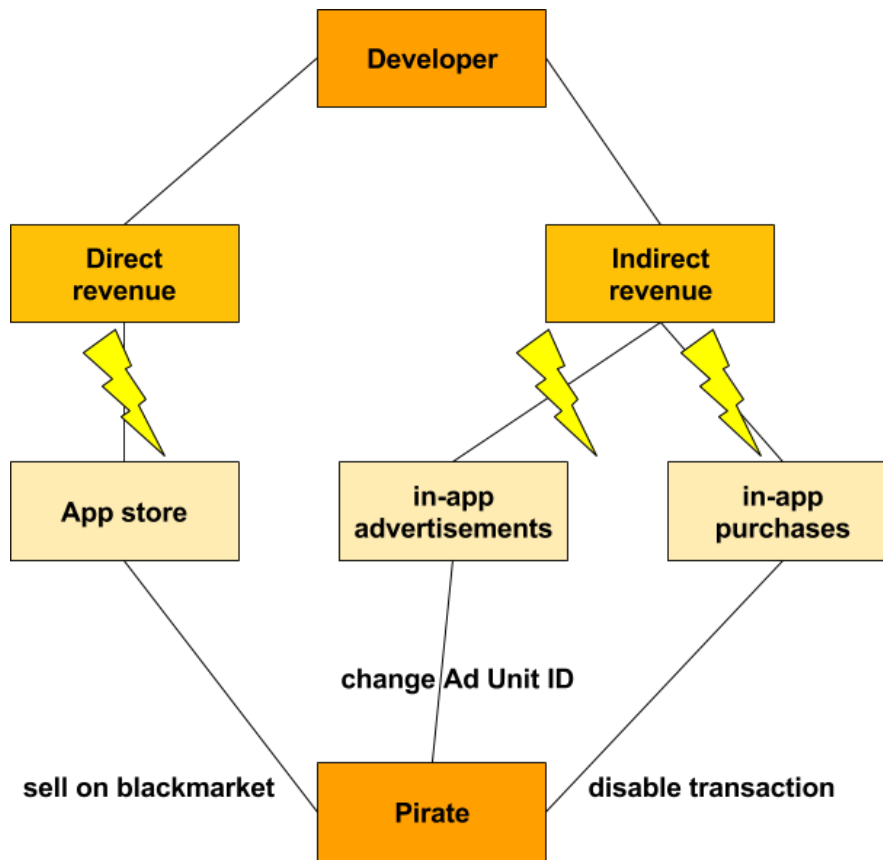 Developer
Direct
revenue
Indirect
revenue
App store
in-app
advertisements
in-app
purchases
change Ad Unit ID
sell on blackmarket
disable transaction
Pirate